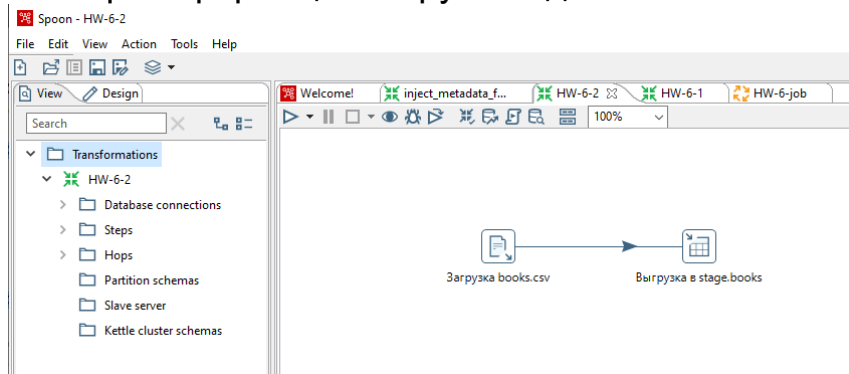 Spoon - HW-6-2
File Edit View Action Tools Help
View Design
Welcome! inject_metadata_f... HW-6-2 HW-6-1 HW-6-job
Search
100%
Transformations
HW-6-2
Database connections
Steps
Hops
Partition schemas
Slave server
Kettle cluster schemas
Загрузка books.csv
Выгрузка в stage.books